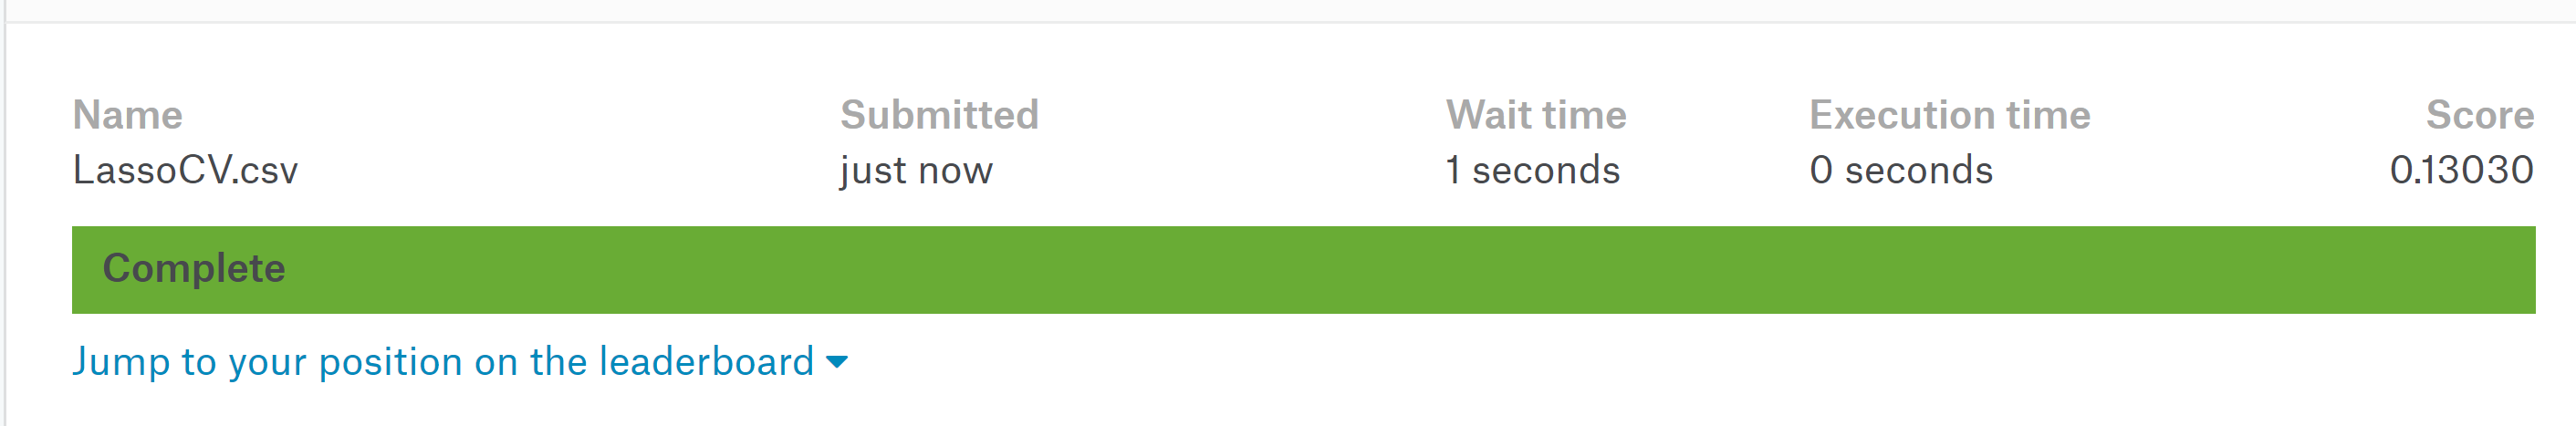 Name Submitted Wait time Execution time Score
LassoCV.csv just now 1 seconds 0 seconds 0.13030
Complete
Jump to your position on the leaderboard